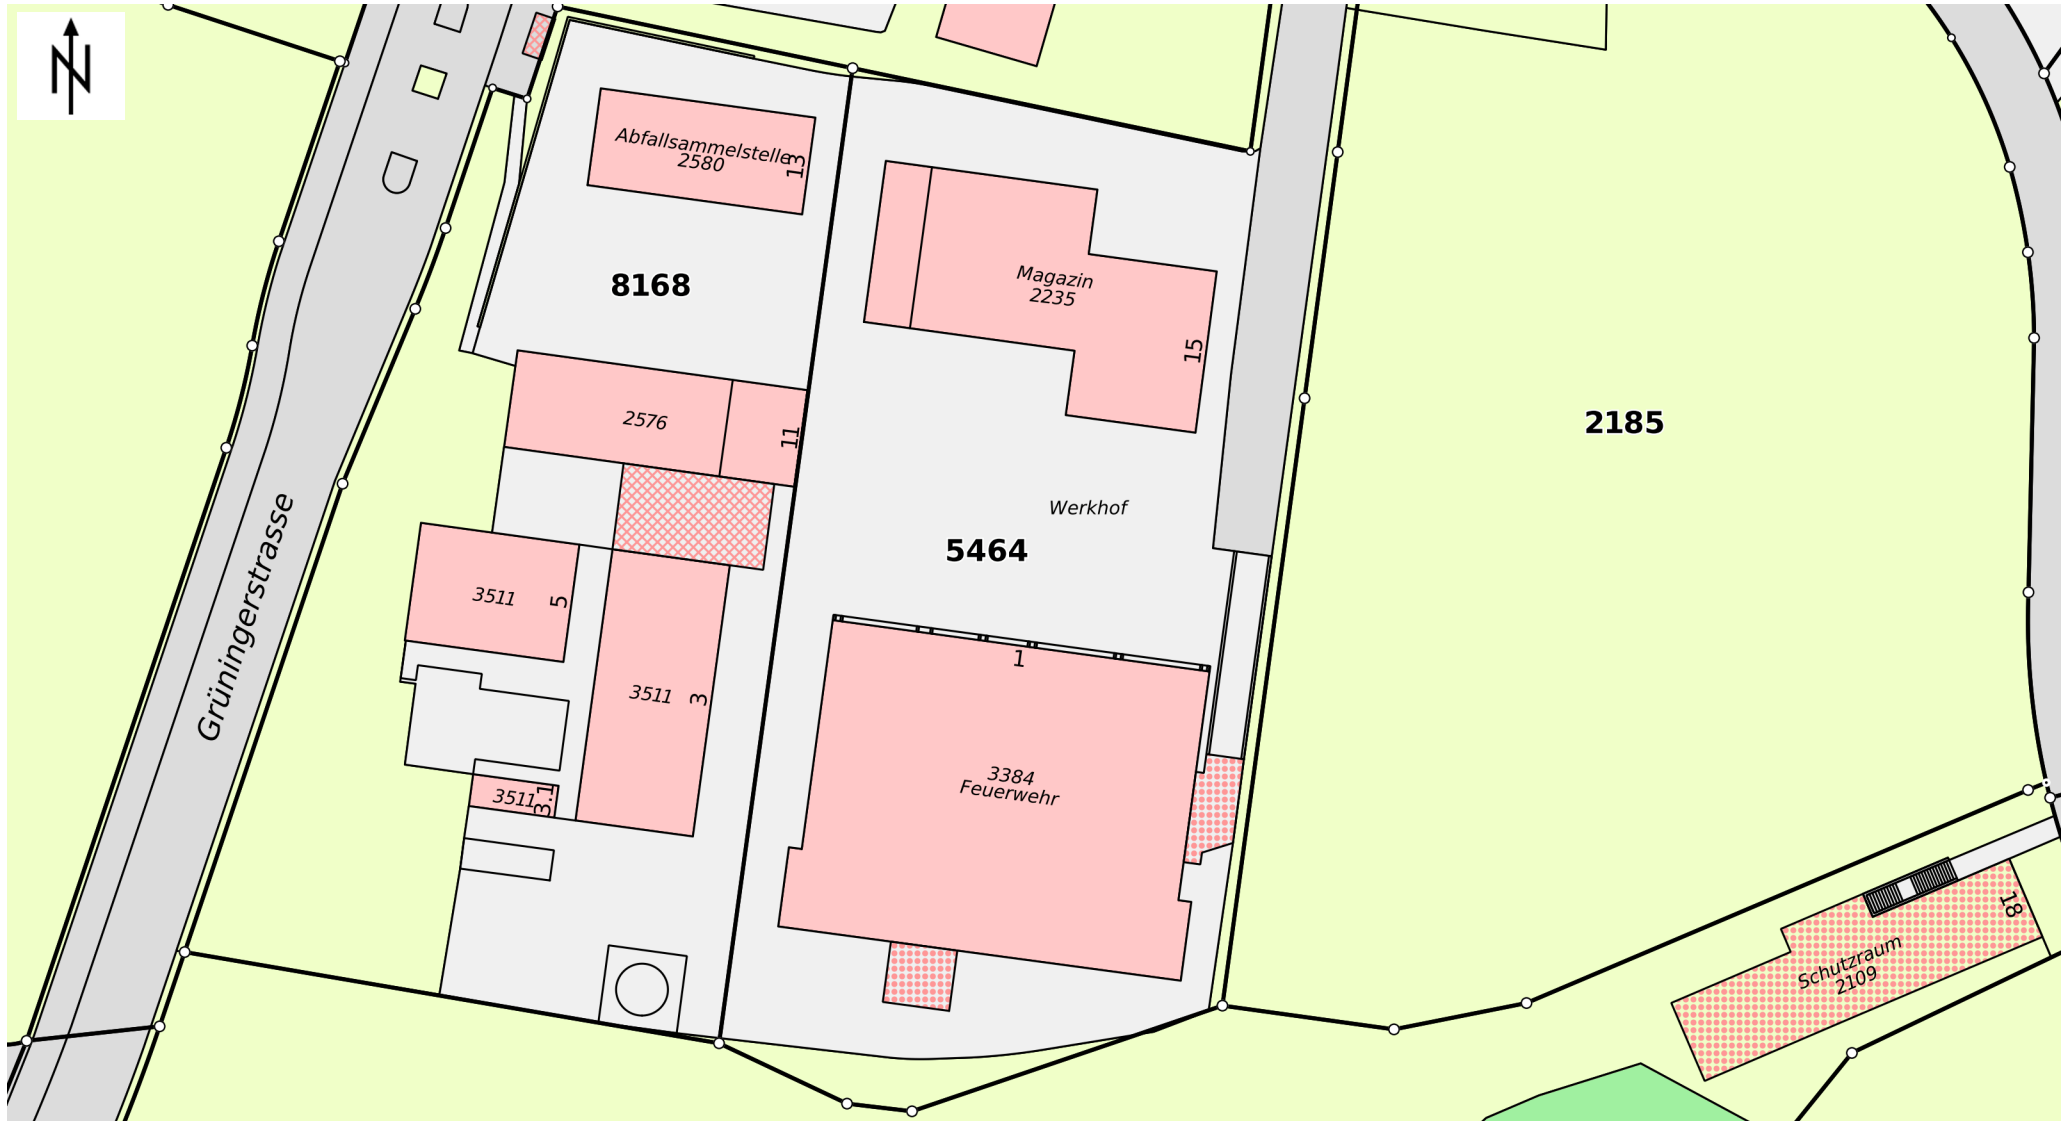 N
Abfallsammelstelle
2580
13
8168
Magazin
2235
15
2576
11
2185
Werkhof
5464
Grüningerstrasse
3511
5
3511
3
1
3384
Feuerwehr
3511
3.1
18
Schutzraum
2109